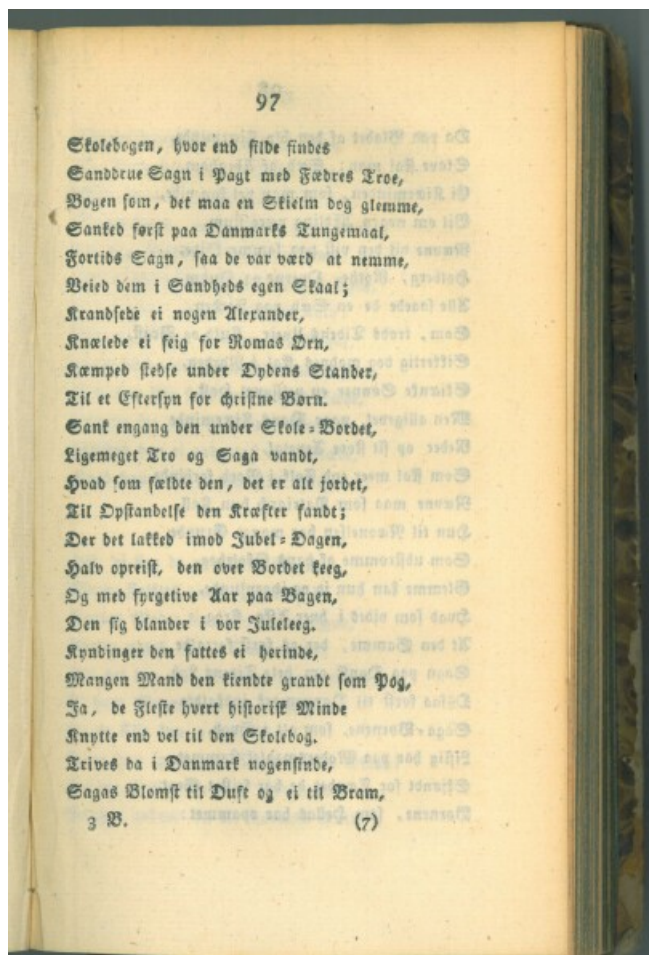 97
Skolebogen, hvor end silde findes
Sanddrue Sagn i Pagt med Fædres Troe,
Bogen som, det maa en Skielm dog glemme,
Sanked først paa Danmarks Tungemaal,
Fortids Sagn, saa de var værd at nemme,
Veied dem i Sandheds egen Skaal;
Krandsede ei nogen Alexander,
Knælede ei feig for Romas Ørn,
Kæmped stedse under Dydens Stander,
Til et Eftersyn for christne Børn.
Sank engang den under Skole-Bordet,
Ligemeget Tro og Saga vandt,
Hvad som fældte den, det er alt jordet,
Til Opstandelse den Kræfter fandt;
Der det lakked imod Jubel-Dagen,
Halv opreist, den over Bordet keeg,
Og med fyrgetive Aar paa Bagen,
Den sig blander i vor Juleleeg.
Kyndinger den fattes ei herinde,
Mangen Mand den kiendte grandt som Pog,
Ja, de Fleste hvert historisk Minde
Knytte end vel til den Skolebog.
Trives da i Danmark nogensinde,
Sagas Blomst til Duft og ei til Bram,
3 B. (7)